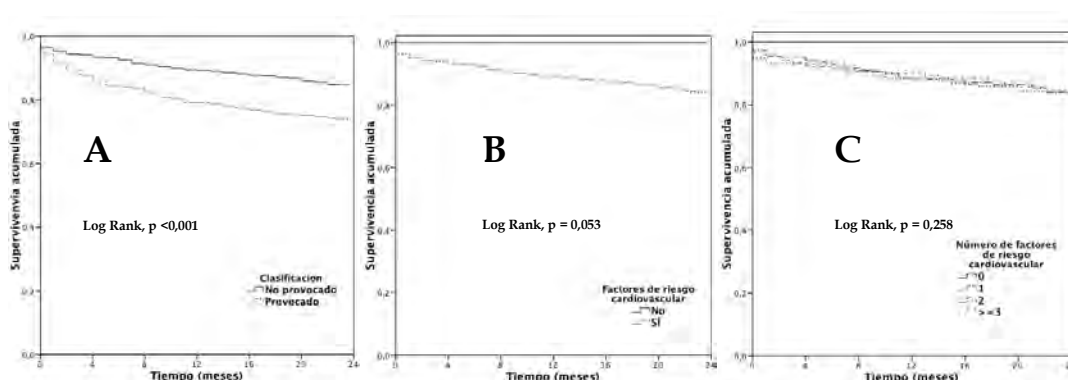 1,0
0,8
0,6
0,4
0,2
0,0
Supervivenvia acumulada
A
Log Rank, p <0,001
Clasificacion
No provocado
Provocado
0 4 8 12 16 20 24
Tiempo (meses)
1,0
0,8
0,6
0,4
0,2
0,0
Supervivencia acumulada
B
Log Rank, p = 0,053
Factores de riesgo
cardiovascular
No
Sí
0 4 8 12 16 20 24
Tiempo (meses)
1,0
0,8
0,6
0,4
0,2
0,0
Supervivencia acumulada
C
Log Rank, p = 0,258
Número de factores
de riesgo
cardiovascular
0
1
2
>=3
0 4 8 12 16 20 24
Tiempo (meses)